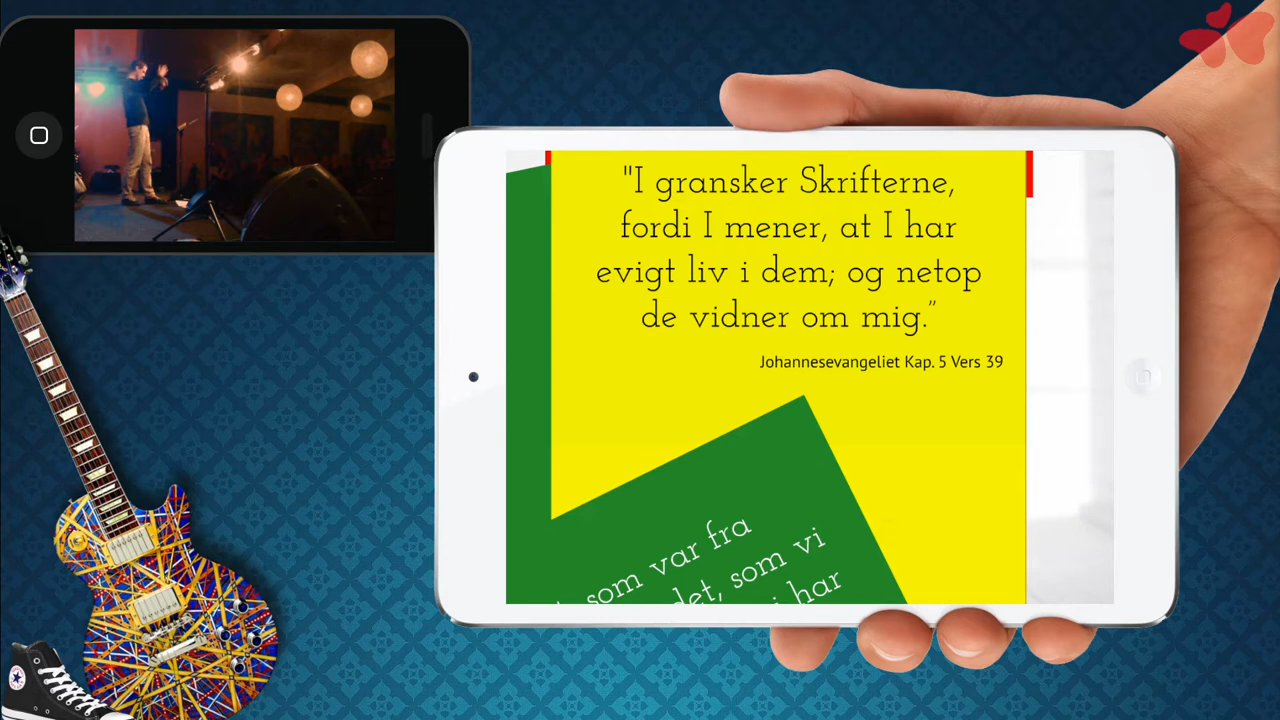 "I gransker Skrifterne,
fordi I mener, at I har
evigt liv i dem; og netop
de vidner om mig.”
Johannesevangeliet Kap. 5 Vers 39
som var fra
som vi
har